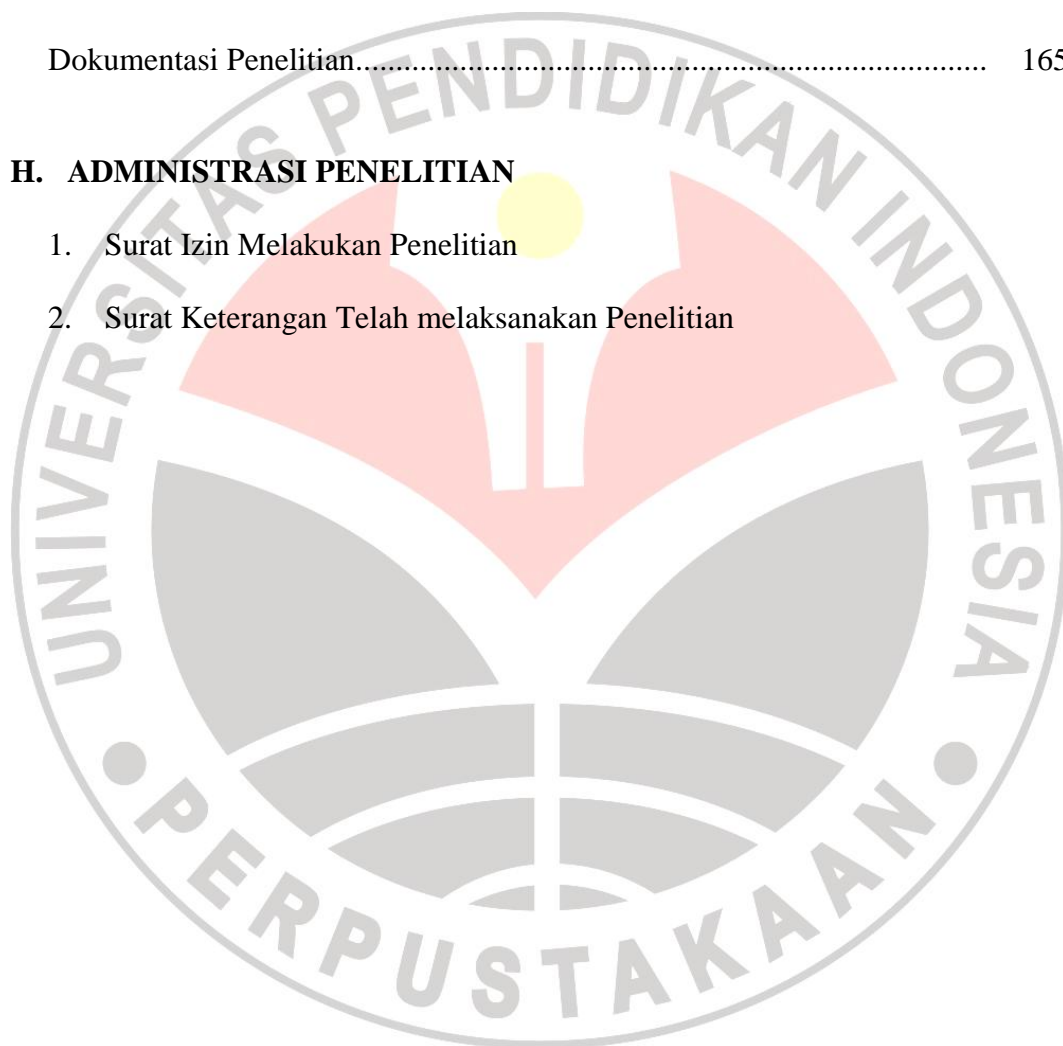 Dokumentasi Penelitian............................................................................. 165
H. ADMINISTRASI PENELITIAN
1. Surat Izin Melakukan Penelitian
2. Surat Keterangan Telah melaksanakan Penelitian
UNIVERSITAS PENDIDIKAN INDONESIA
PERPUSTAKAAN